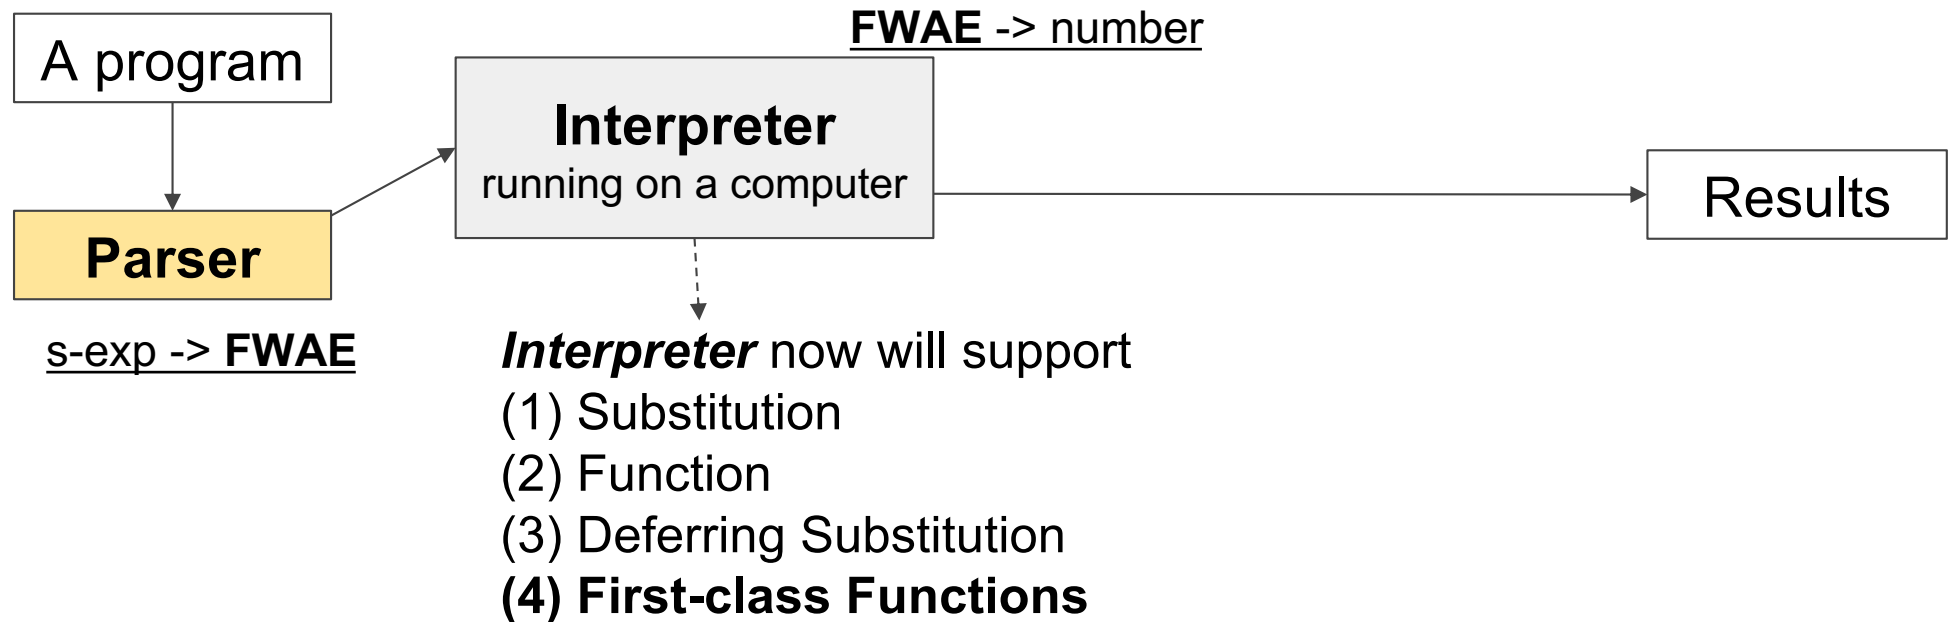 A program
FWAE -> number
Interpreter
running on a computer
Results
Parser
s-exp -> FWAE
Interpreter now will support
(1) Substitution
(2) Function
(3) Deferring Substitution
(4) First-class Functions